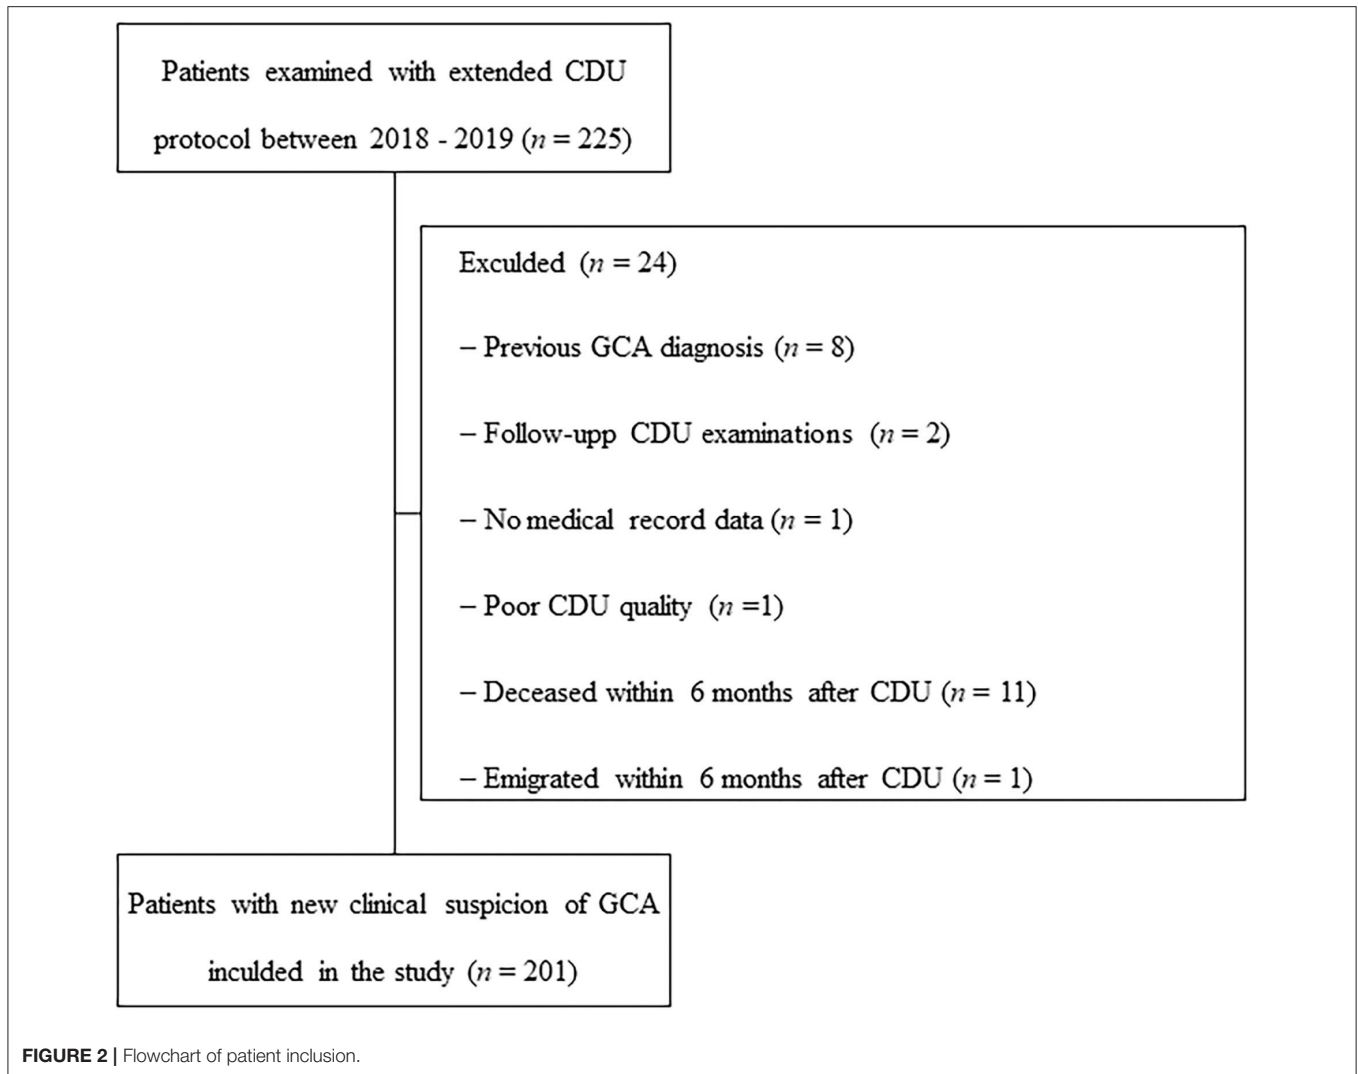 Patients examined with extended CDU
protocol between 2018 - 2019 (n = 225)
Exculded (n = 24)
– Previous GCA diagnosis (n = 8)
– Follow-upp CDU examinations (n = 2)
– No medical record data (n = 1)
– Poor CDU quality (n =1)
– Deceased within 6 months after CDU (n = 11)
– Emigrated within 6 months after CDU (n = 1)
Patients with new clinical suspicion of GCA
inculded in the study (n = 201)
FIGURE 2 | Flowchart of patient inclusion.